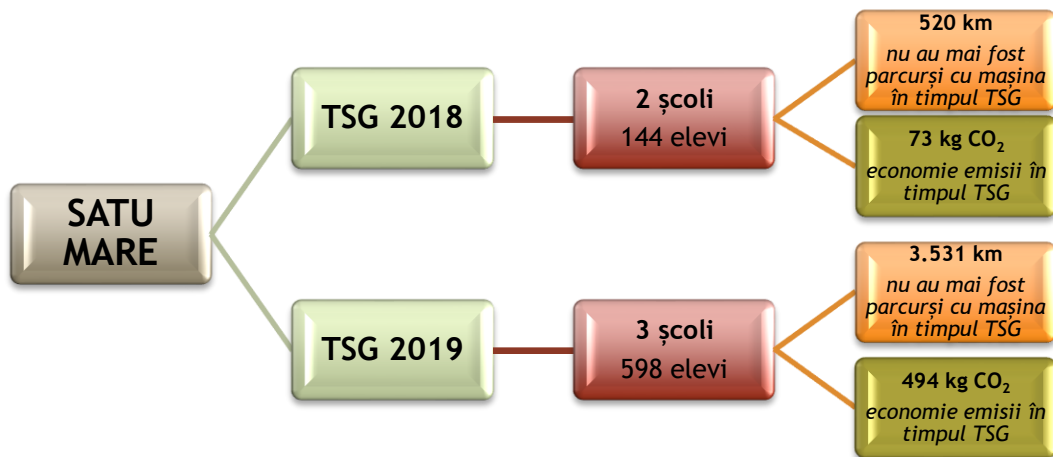 SATU
MARE
TSG 2018
2 școli
144 elevi
520 km
nu au mai fost
parcurși cu mașina
în timpul TSG
73 kg CO₂
economie emisii în
timpul TSG
TSG 2019
3 școli
598 elevi
3.531 km
nu au mai fost
parcurși cu mașina
în timpul TSG
494 kg CO₂
economie emisii în
timpul TSG